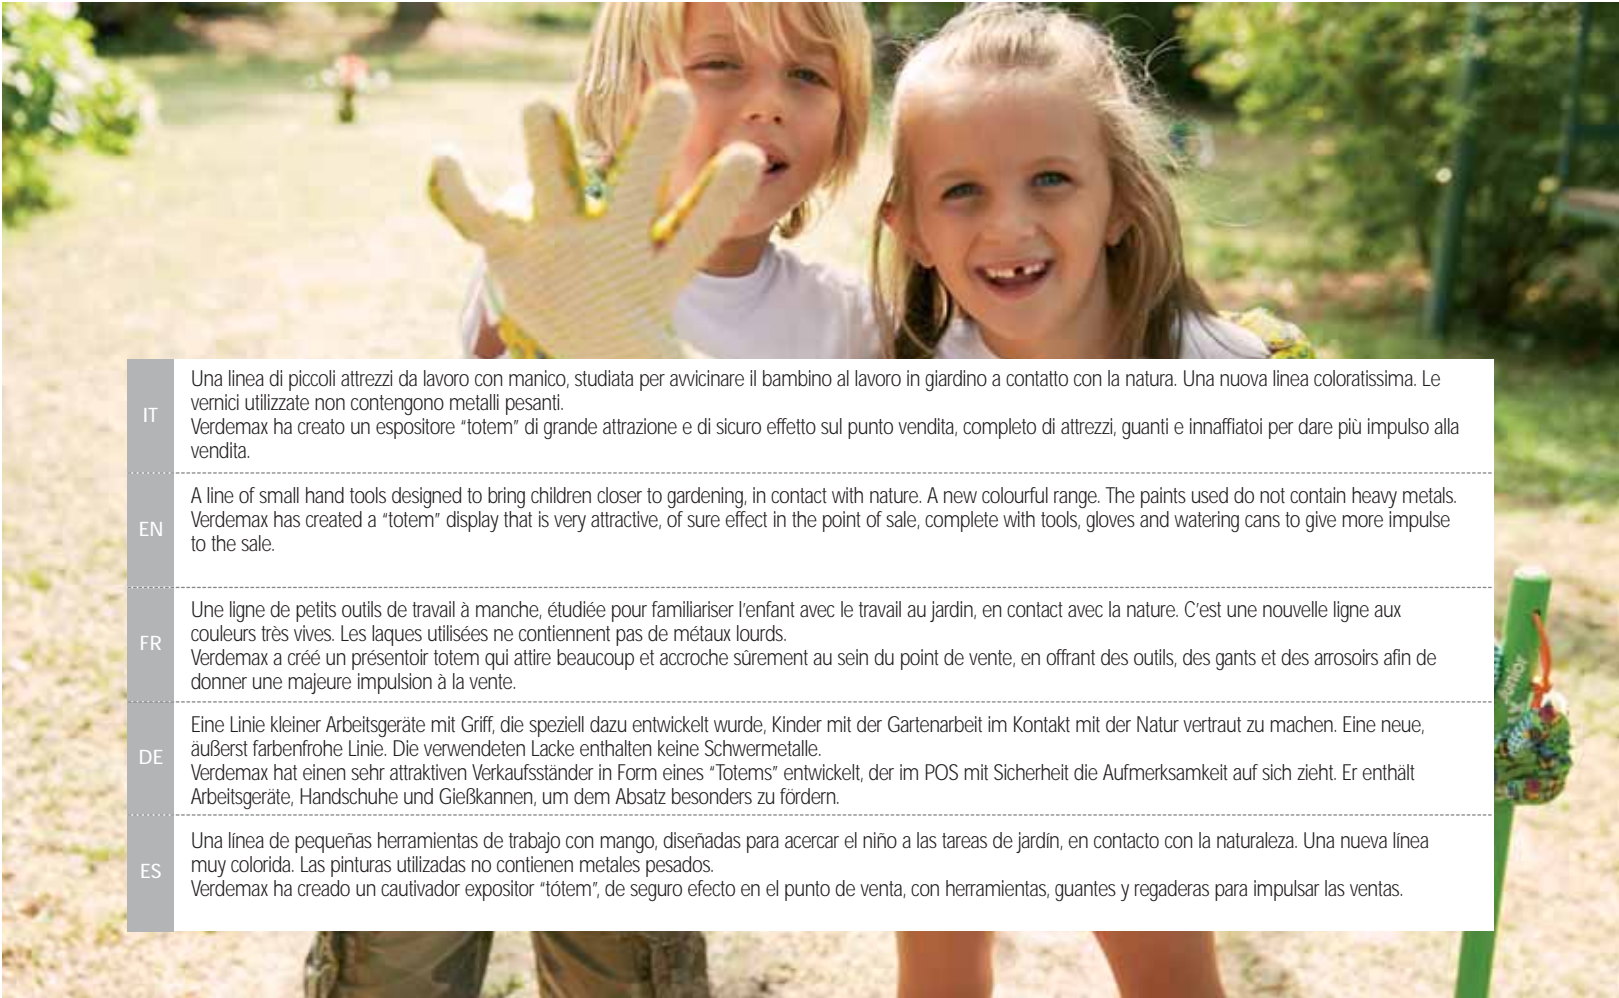 IT
Una linea di piccoli attrezzi da lavoro con manico, studiata per avvicinare il bambino al lavoro in giardino a contatto con la natura. Una nuova linea coloratissima. Le
vernici utilizzate non contengono metalli pesanti.
Verdemax ha creato un espositore “totem” di grande attrazione e di sicuro effetto sul punto vendita, completo di attrezzi, guanti e innaffiatoi per dare più impulso alla
vendita.
EN
A line of small hand tools designed to bring children closer to gardening, in contact with nature. A new colourful range. The paints used do not contain heavy metals.
Verdemax has created a “totem” display that is very attractive, of sure effect in the point of sale, complete with tools, gloves and watering cans to give more impulse
to the sale.
FR
Une ligne de petits outils de travail à manche, étudiée pour familiariser l’enfant avec le travail au jardin, en contact avec la nature. C’est une nouvelle ligne aux
couleurs très vives. Les laques utilisées ne contiennent pas de métaux lourds.
Verdemax a créé un présentoir totem qui attire beaucoup et accroche sûrement au sein du point de vente, en offrant des outils, des gants et des arrosoirs afin de
donner une majeure impulsion à la vente.
DE
Eine Linie kleiner Arbeitsgeräte mit Griff, die speziell dazu entwickelt wurde, Kinder mit der Gartenarbeit im Kontakt mit der Natur vertraut zu machen. Eine neue,
äußerst farbenfrohe Linie. Die verwendeten Lacke enthalten keine Schwermetalle.
Verdemax hat einen sehr attraktiven Verkaufsständer in Form eines “Totems” entwickelt, der im POS mit Sicherheit die Aufmerksamkeit auf sich zieht. Er enthält
Arbeitsgeräte, Handschuhe und Gießkannen, um dem Absatz besonders zu fördern.
ES
Una línea de pequeñas herramientas de trabajo con mango, diseñadas para acercar el niño a las tareas de jardín, en contacto con la naturaleza. Una nueva línea
muy colorida. Las pinturas utilizadas no contienen metales pesados.
Verdemax ha creado un cautivador expositor “tótem”, de seguro efecto en el punto de venta, con herramientas, guantes y regaderas para impulsar las ventas.
Junior